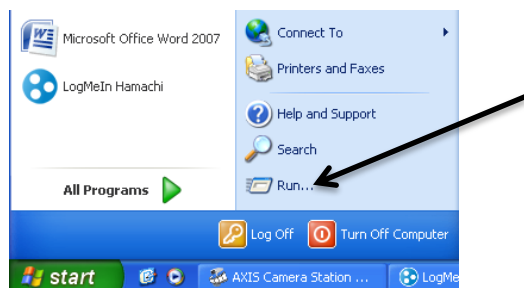 Microsoft Office Word 2007
LogMeIn Hamachi
All Programs
Connect To
Printers and Faxes
Help and Support
Search
Run...
Log Off
Turn Off Computer
start
AXIS Camera Station ...
LogMe